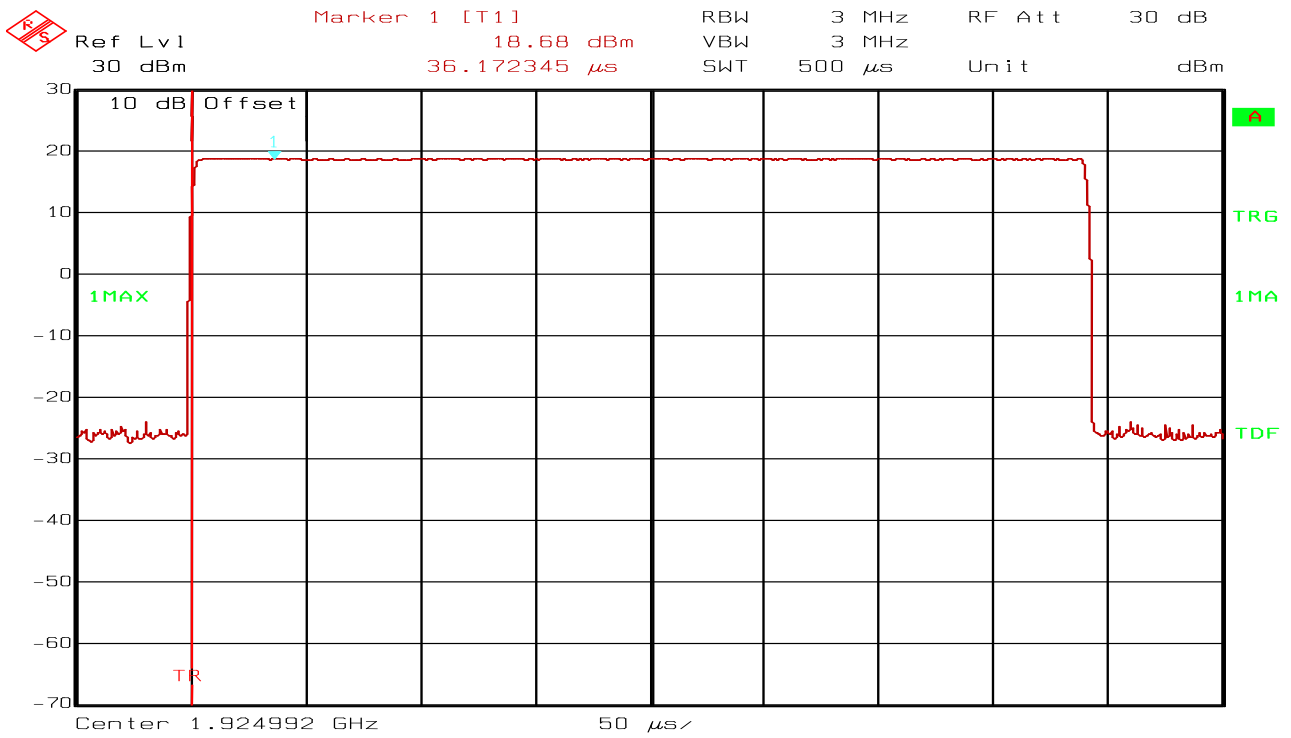 R S
Marker 1 [T1] RBW 3 MHz RF Att 30 dB
Ref Lvl 18.68 dBm VBW 3 MHz
30 dBm 36.172345 µs SWT 500 µs Unit dBm
30
10 dB Offset
A
1
20
10
TRG
0
1MAX
1MA
-10
-20
TDF
-30
-40
-50
-60
TR
-70
Center 1.924992 GHz 50 µs/